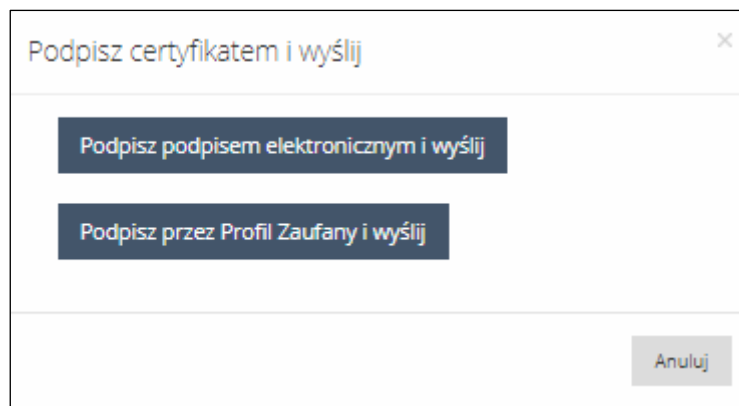 Podpisz certyfikatem i wyślij
Podpisz podpisem elektronicznym i wyślij
Podpisz przez Profil Zaufany i wyślij
Anuluj